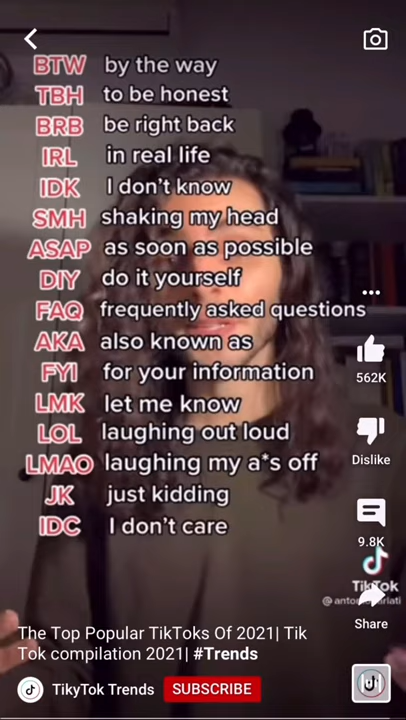 BTW by the way
TBH to be honest
BRB be right back
IRL in real life
IDK I don't know
SMH shaking my head
ASAP as soon as possible
DIY do it yourself
FAQ frequently asked questions
AKA also known as
FYI for your information
LMK let me know
LOL laughing out loud
LMAO laughing my a*s off
JK just kidding
IDC I don't care
562K
Dislike
9.8K
TikTok
Share
The Top Popular TikToks Of 2021| Tik
Tok compilation 2021| #Trends
TikyTok Trends SUBSCRIBE